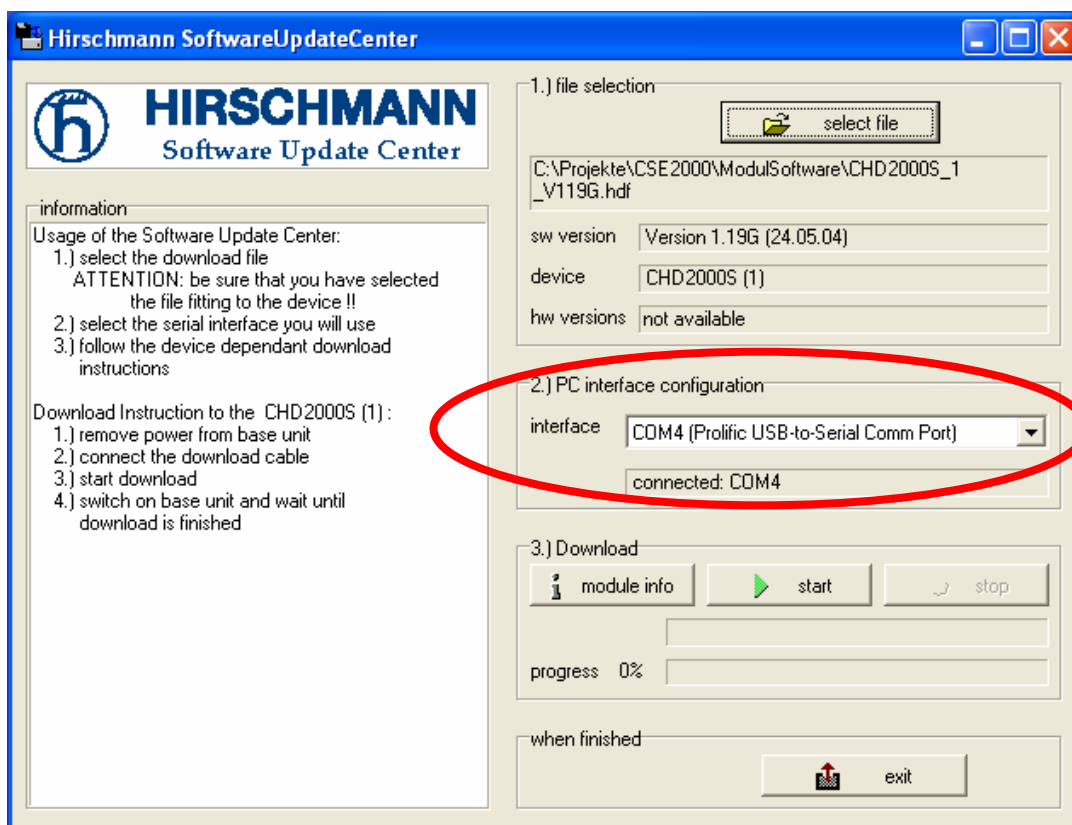 Hirschmann SoftwareUpdateCenter
HIRSCHMANN
Software Update Center
information
Usage of the Software Update Center:
1.) select the download file
ATTENTION: be sure that you have selected
the file fitting to the device !!
2.) select the serial interface you will use
3.) follow the device dependant download
instructions
Download Instruction to the CHD2000S (1) :
1.) remove power from base unit
2.) connect the download cable
3.) start download
4.) switch on base unit and wait until
download is finished
1.) file selection
select file
C:\Projekte\CSE2000\ModulSoftware\CHD2000S_1
_V119G.hdf
sw version Version 1.19G (24.05.04)
device CHD2000S (1)
hw versions not available
2.) PC interface configuration
interface COM4 (Prolific USB-to-Serial Comm Port)
connected: COM4
3.) Download
module info start stop
progress 0%
when finished
exit